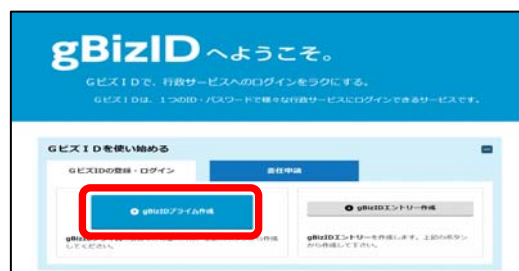 gBizIDへようこそ。
GビズIDで、行政サービスへのログインをラクにする。
GビズIDは、1つのID・パスワードで様々な行政サービスにログインできるサービスです。
GビズIDを使い始める
GビズIDの登録・ログイン
委任申請
gBizIDプライム作成
gBizIDエントリー作成
gBizID
作成
してください。
gBizIDエントリーを作成します。上記のボタン
から作成して下さい。